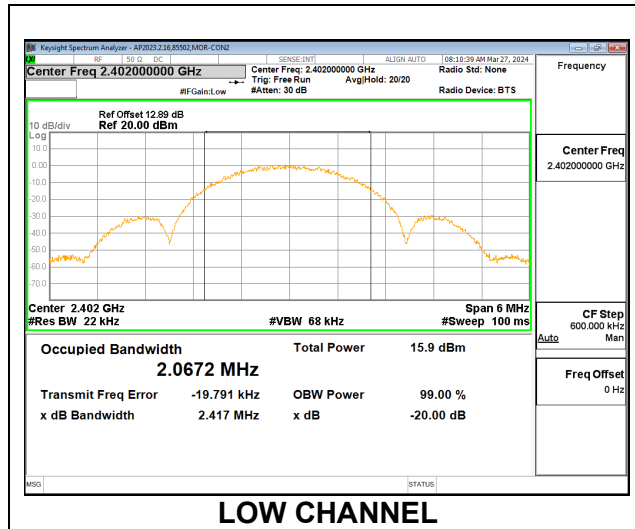 Keysight Spectrum Analyzer - AP2023.2.16,85502,MOR-CON2
RF 50 Ω DC SENSE:INT ALIGN AUTO 08:10:39 AM Mar 27, 2024
Center Freq 2.402000000 GHz Center Freq: 2.402000000 GHz Radio Std: None Frequency
Trig: Free Run Avg|Hold: 20/20
#IFGain:Low #Atten: 30 dB Radio Device: BTS
Ref Offset 12.89 dB
10 dB/div Ref 20.00 dBm
Log
10.0
0.00
-10.0
-20.0
-30.0
-40.0
-50.0
-60.0
-70.0
Center Freq
2.402000000 GHz
Center 2.402 GHz Span 6 MHz
#Res BW 22 kHz #VBW 68 kHz #Sweep 100 ms
CF Step
600.000 kHz
Auto Man
Occupied Bandwidth Total Power 15.9 dBm
2.0672 MHz
Transmit Freq Error -19.791 kHz OBW Power 99.00 %
x dB Bandwidth 2.417 MHz x dB -20.00 dB
Freq Offset
0 Hz
MSG STATUS
LOW CHANNEL